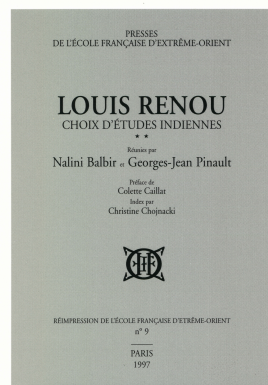 PRESSES
DE L'ÉCOLE FRANÇAISE D'EXTRÊME-ORIENT
LOUIS RENOU
CHOIX D'ÉTUDES INDIENNES
★ ★
Réunies par
Nalini Balbir et Georges-Jean Pinault
Préface de
Colette Caillat
Index par
Christine Chojnacki
RÉIMPRESSION DE L'ÉCOLE FRANÇAISE D'EXTRÊME-ORIENT
n° 9
PARIS
1997